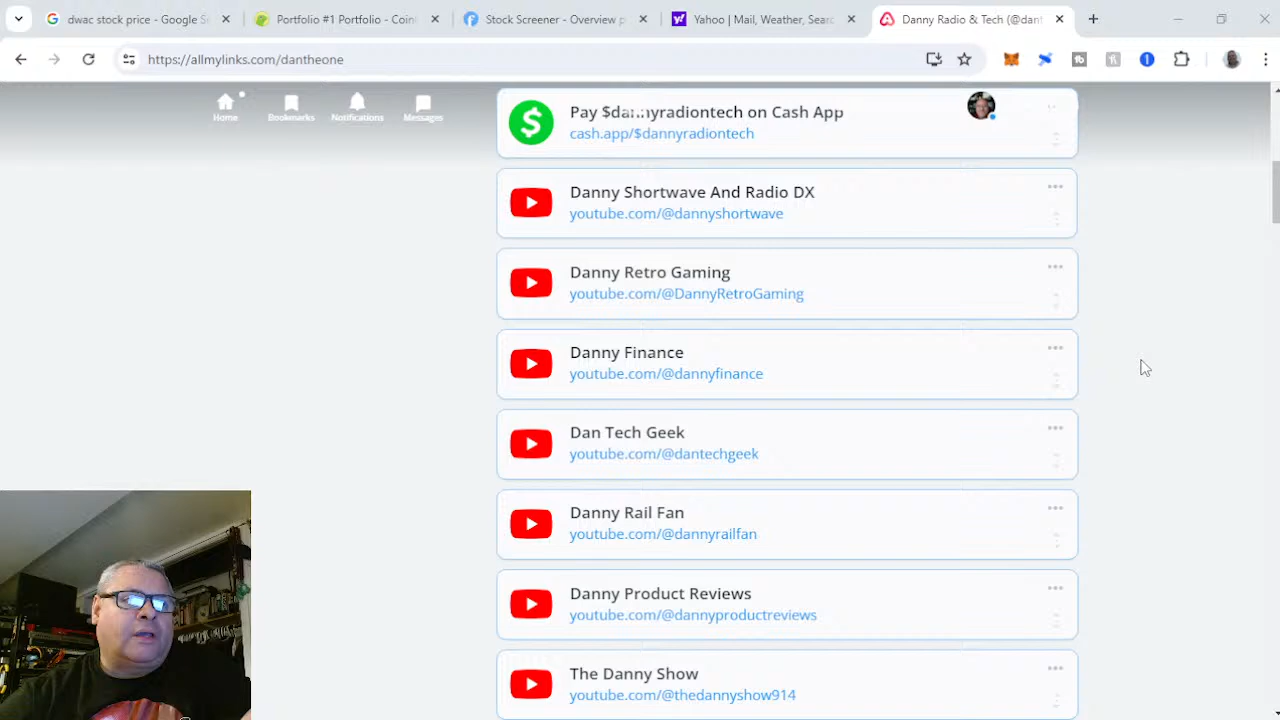 dwac stock price - Google S
Portfolio #1 Portfolio - Coin
Stock Screener - Overview p
Yahoo | Mail, Weather, Searc
Danny Radio & Tech (@dant
https://allmylinks.com/dantheone
Home
Bookmarks
Notifications
Messages
Pay $dannyradiontech on Cash App
cash.app/$dannyradiontech
Danny Shortwave And Radio DX
youtube.com/@dannyshortwave
Danny Retro Gaming
youtube.com/@DannyRetroGaming
Danny Finance
youtube.com/@dannyfinance
Dan Tech Geek
youtube.com/@dantechgeek
Danny Rail Fan
youtube.com/@dannyrailfan
Danny Product Reviews
youtube.com/@dannyproductreviews
The Danny Show
youtube.com/@thedannyshow914